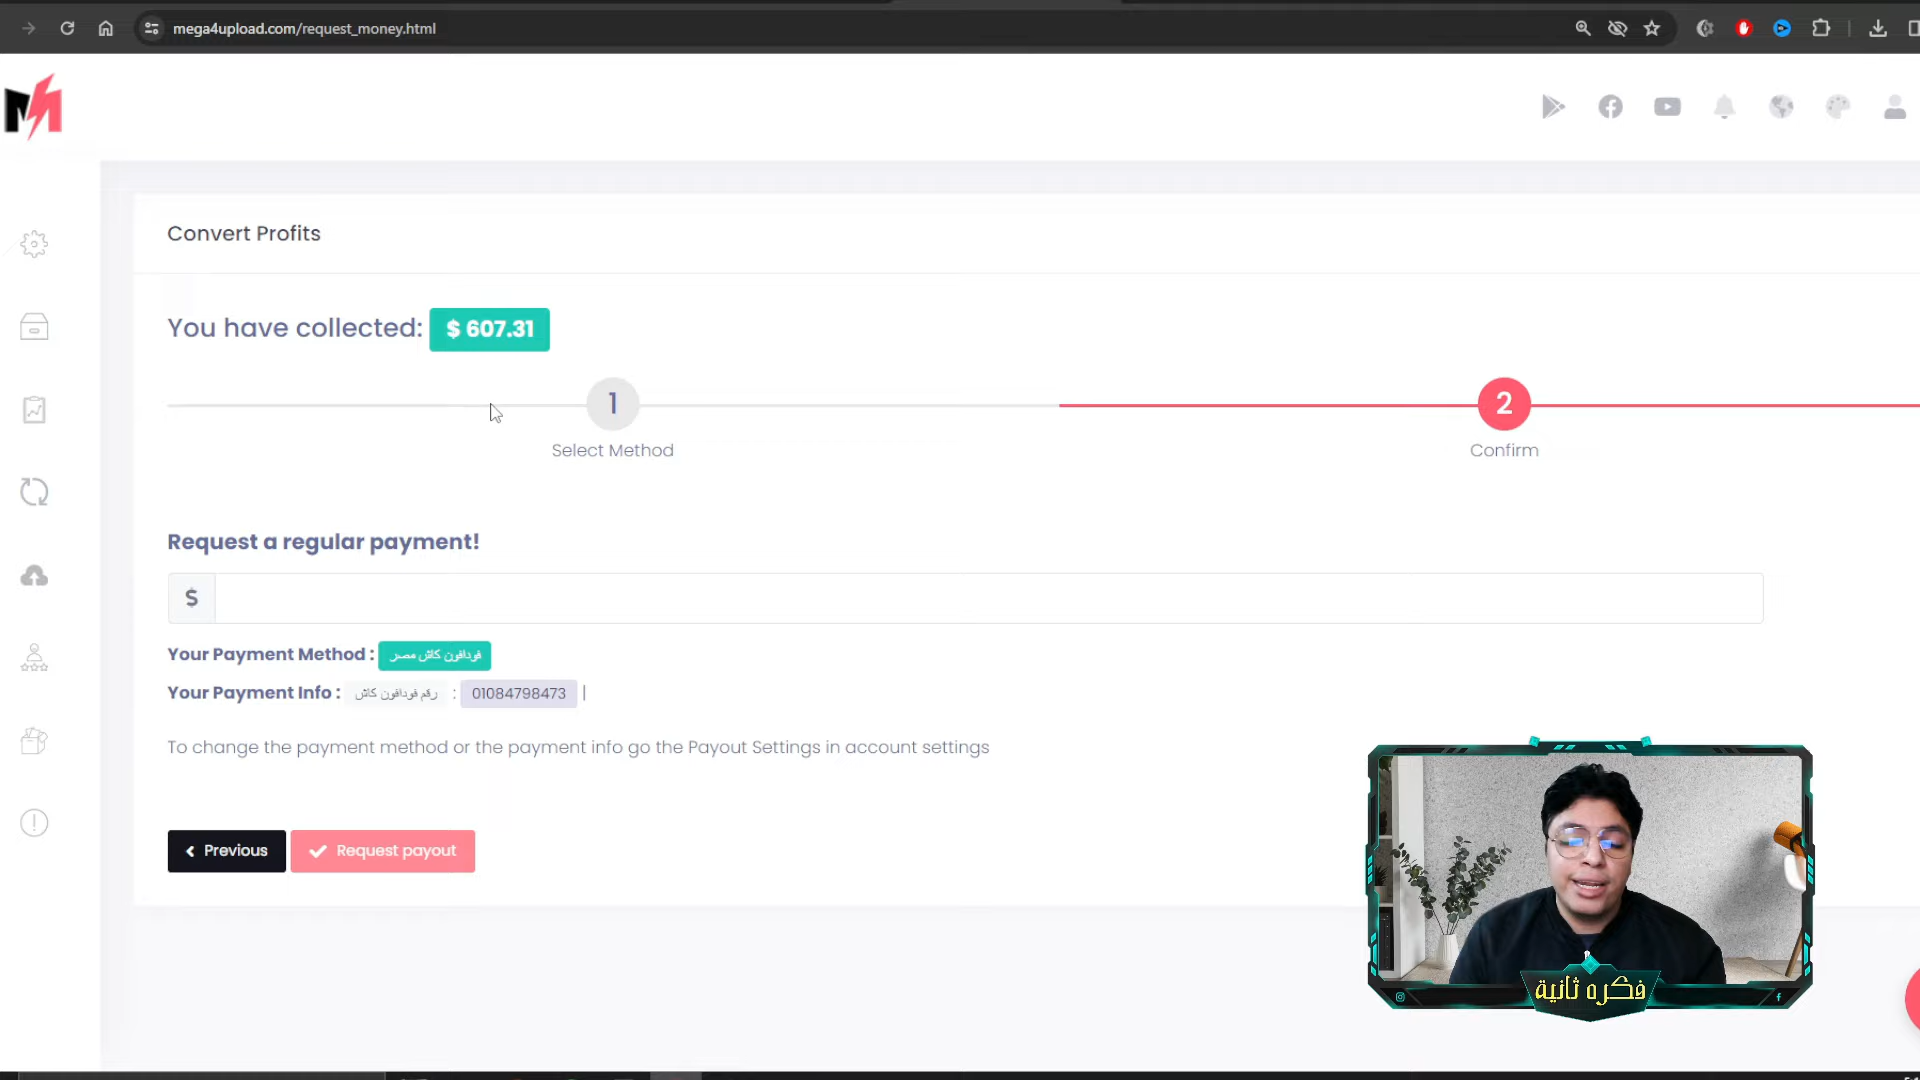 mega4upload.com/request_money.html
Convert Profits
You have collected: $ 607.31
1
Select Method
2
Confirm
Request a regular payment!
$
Your Payment Method : فودافون كاش مصر
Your Payment Info : رقم فودافون كاش : 01084798473 |
To change the payment method or the payment info go the Payout Settings in account settings
Previous
Request payout
فكره ثانية